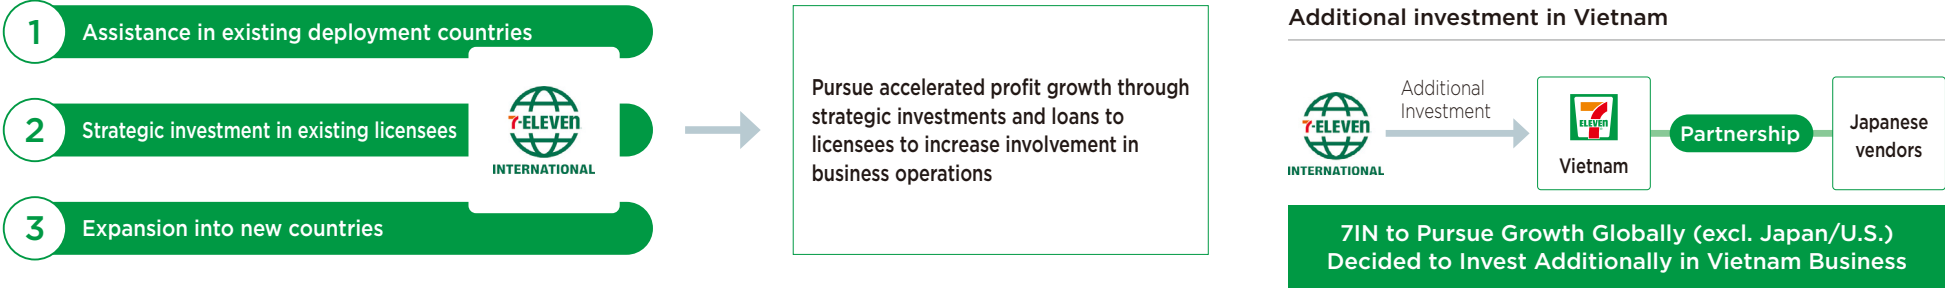 1
Assistance in existing deployment countries
2
Strategic investment in existing licensees
3
Expansion into new countries
7-ELEVEn
INTERNATIONAL
Pursue accelerated profit growth through
strategic investments and loans to
licensees to increase involvement in
business operations
Additional investment in Vietnam
7-ELEVEn
INTERNATIONAL
Additional
Investment
7
ELEVEn
Vietnam
Partnership
Japanese
vendors
7IN to Pursue Growth Globally (excl. Japan/U.S.)
Decided to Invest Additionally in Vietnam Business